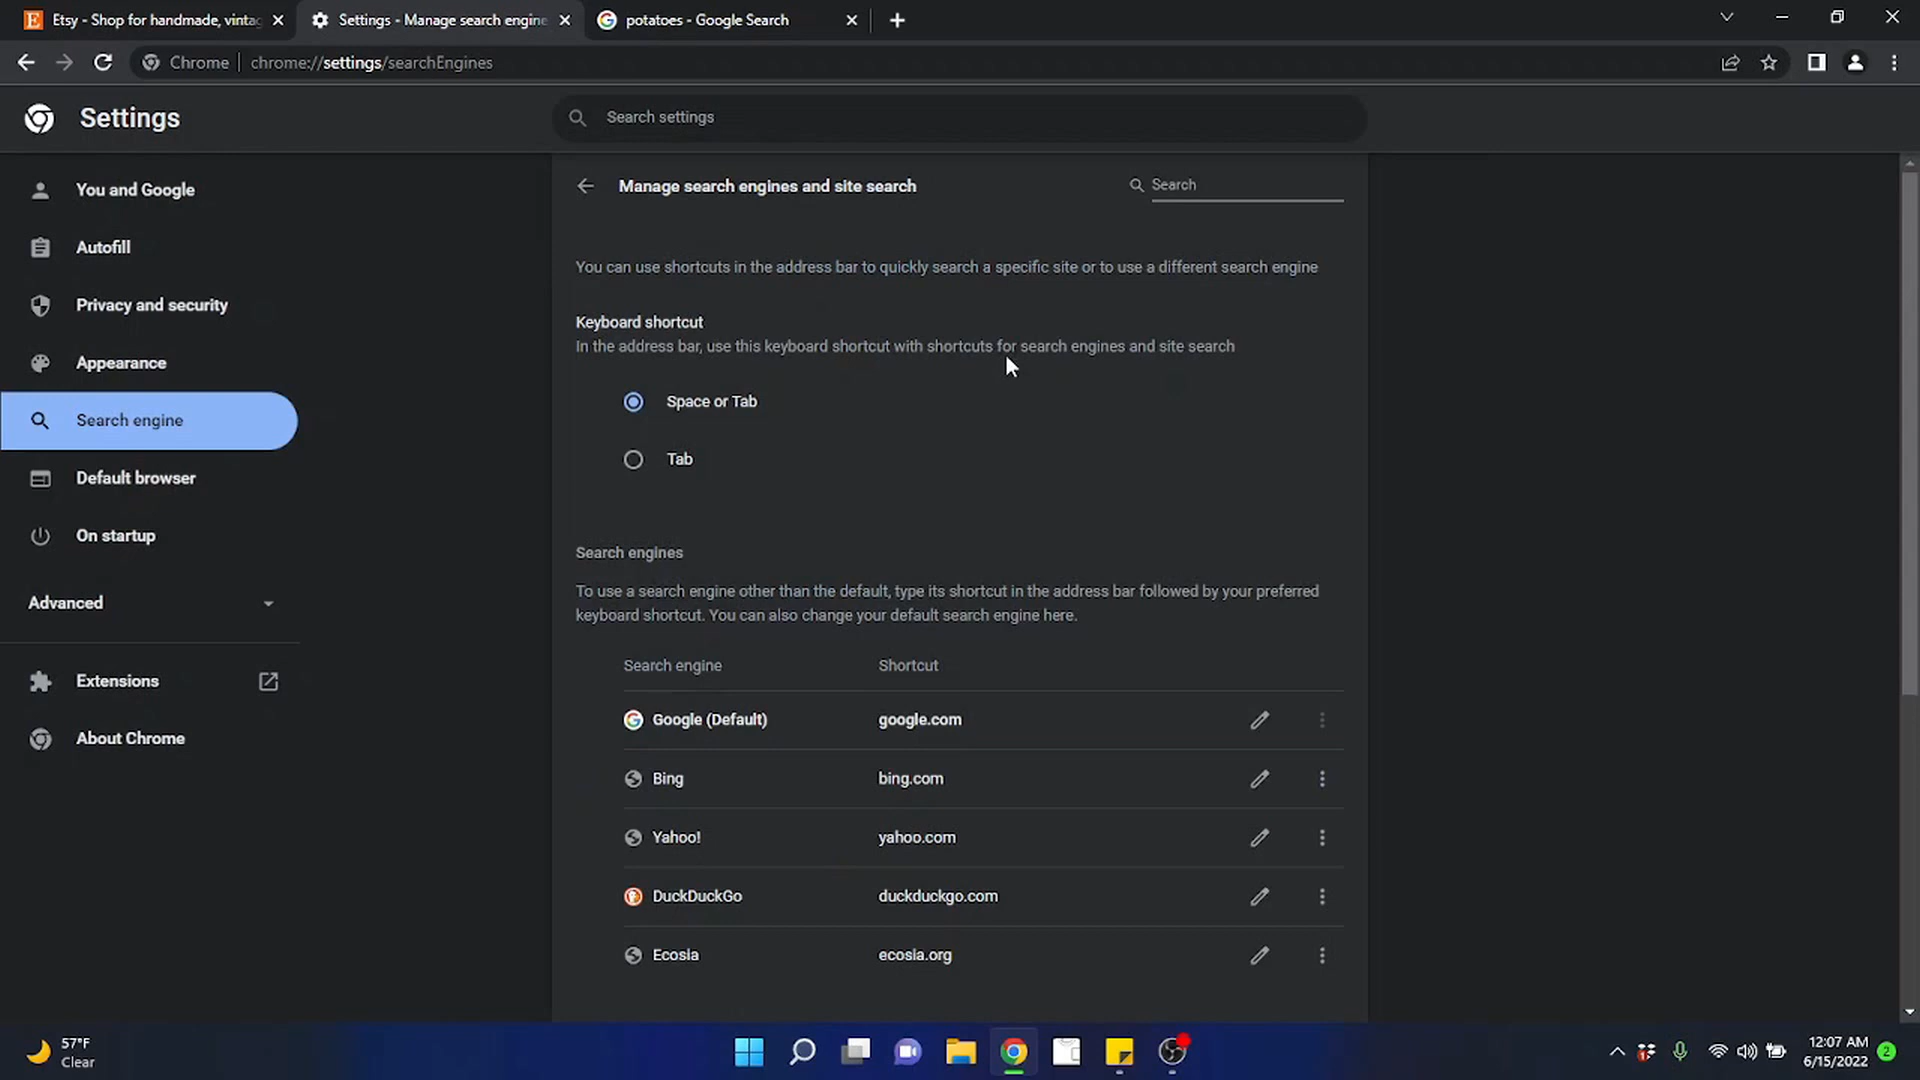 Etsy - Shop for handmade, vinta
Settings - Manage search engine
potatoes - Google Search
Chrome
chrome://settings/searchEngines
Settings
Search settings
You and Google
Autofill
Privacy and security
Appearance
Search engine
Default browser
On startup
Advanced
Extensions
About Chrome
Manage search engines and site search
Search
You can use shortcuts in the address bar to quickly search a specific site or to use a different search engine
Keyboard shortcut
In the address bar, use this keyboard shortcut with shortcuts for search engines and site search
Space or Tab
Tab
Search engines
To use a search engine other than the default, type its shortcut in the address bar followed by your preferred
keyboard shortcut. You can also change your default search engine here.
Search engine Shortcut
Google (Default) google.com
Bing bing.com
Yahoo! yahoo.com
DuckDuckGo duckduckgo.com
Ecosia ecosia.org
57°F
Clear
12:07 AM
6/15/2022
2